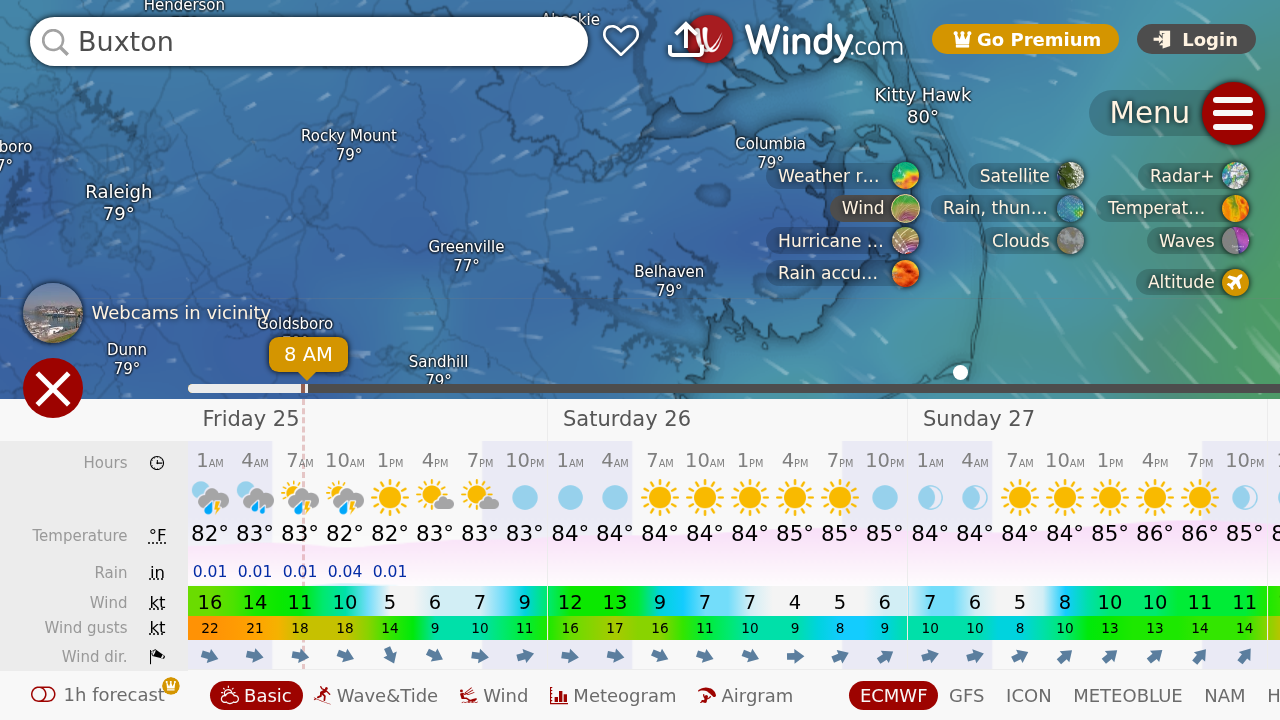 Henderson
Buxton
Windy.com
Go Premium
Login
Menu
Kitty Hawk
80°
Rocky Mount
79°
Columbia
79°
boro
7°
Raleigh
79°
Greenville
77°
Belhaven
79°
Weather r...
Satellite
Radar+
Wind
Rain, thun...
Temperat...
Hurricane ...
Clouds
Waves
Rain accu...
Altitude
Webcams in vicinity
Goldsboro
Dunn
79°
Sandhill
79°
8 AM
Friday 25 Saturday 26 Sunday 27
Hours 1AM 4AM 7AM 10AM 1PM 4PM 7PM 10PM 1AM 4AM 7AM 10AM 1PM 4PM 7PM 10PM 1AM 4AM 7AM 10AM 1PM 4PM 7PM 10PM
Temperature °F 82° 83° 83° 82° 82° 83° 83° 83° 84° 84° 84° 84° 84° 85° 85° 85° 84° 84° 84° 84° 85° 86° 86° 85° 8
Rain in 0.01 0.01 0.01 0.04 0.01
Wind kt 16 14 11 10 5 6 7 9 12 13 9 7 7 4 5 6 7 6 5 8 10 10 11 11
Wind gusts kt 22 21 18 18 14 9 10 11 16 17 16 11 10 9 8 9 10 10 8 10 13 13 14 14
Wind dir.
1h forecast Basic Wave&Tide Wind Meteogram Airgram ECMWF GFS ICON METEOBLUE NAM H